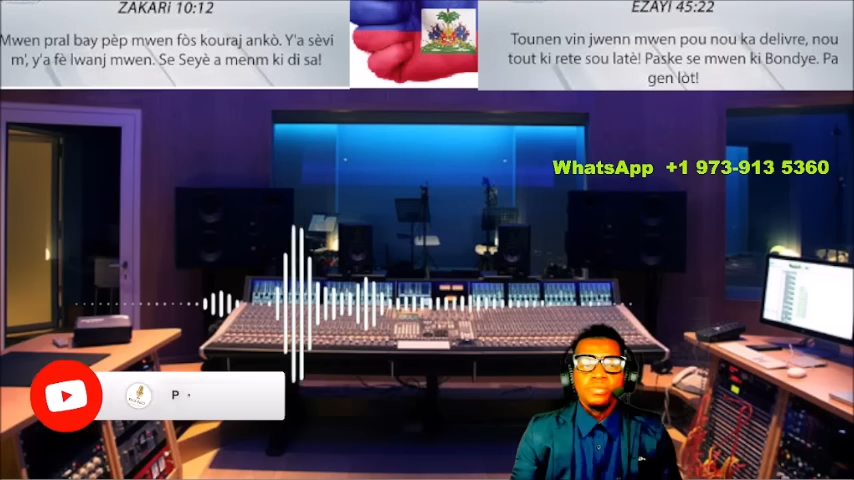 ZAKARi 10:12
Mwen pral bay pèp mwen fòs kouraj ankò. Y'a sèvi
m', y'a fè lwanj mwen. Se Seyè a menm ki di sa!
EZAYI 45:22
Tounen vin jwenn mwen pou nou ka delivre, nou
tout ki rete sou latè! Paske se mwen ki Bondye. Pa
gen lòt!
WhatsApp +1 973-913 5360
P